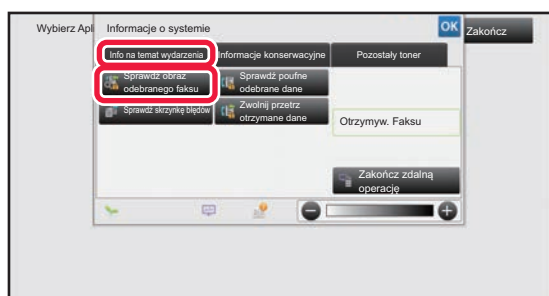 Wybierz Apl
Informacje o systemie
OK
Zakończ
Info na temat wydarzenia
Informacje konserwacyjne
Pozostały toner
Sprawdź obraz
odebranego faksu
Sprawdź poufne
odebrane dane
Sprawdź skrzynkę błędów
Zwolnij przetrz
otrzymane dane
Otrzymyw. Faksu
Zakończ zdalną
operację